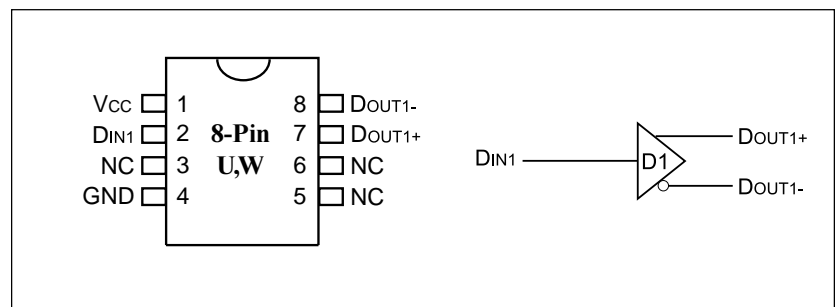 Vcc 1 8 DOUT1-
DIN1 2 8-Pin 7 DOUT1+
NC 3 U,W 6 NC
GND 4 5 NC
DIN1 D1 DOUT1+
DOUT1-